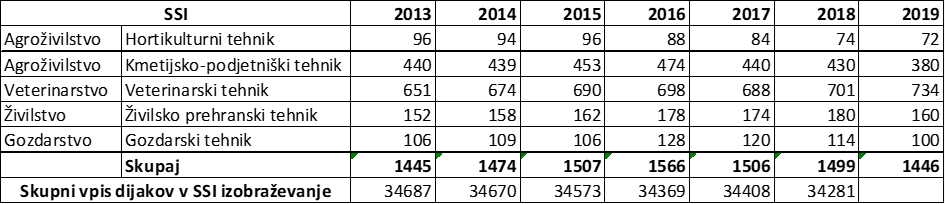 SSI 2013 2014 2015 2016 2017 2018 2019
Agroživilstvo Hortikulturni tehnik 96 94 96 88 84 74 72
Agroživilstvo Kmetijsko-podjetniški tehnik 440 439 453 474 440 430 380
Veterinarstvo Veterinarski tehnik 651 674 690 698 688 701 734
Živilstvo Živilsko prehranski tehnik 152 158 162 178 174 180 160
Gozdarstvo Gozdarski tehnik 106 109 106 128 120 114 100
Skupaj 1445 1474 1507 1566 1506 1499 1446
Skupni vpis dijakov v SSI izobraževanje 34687 34670 34573 34369 34408 34281